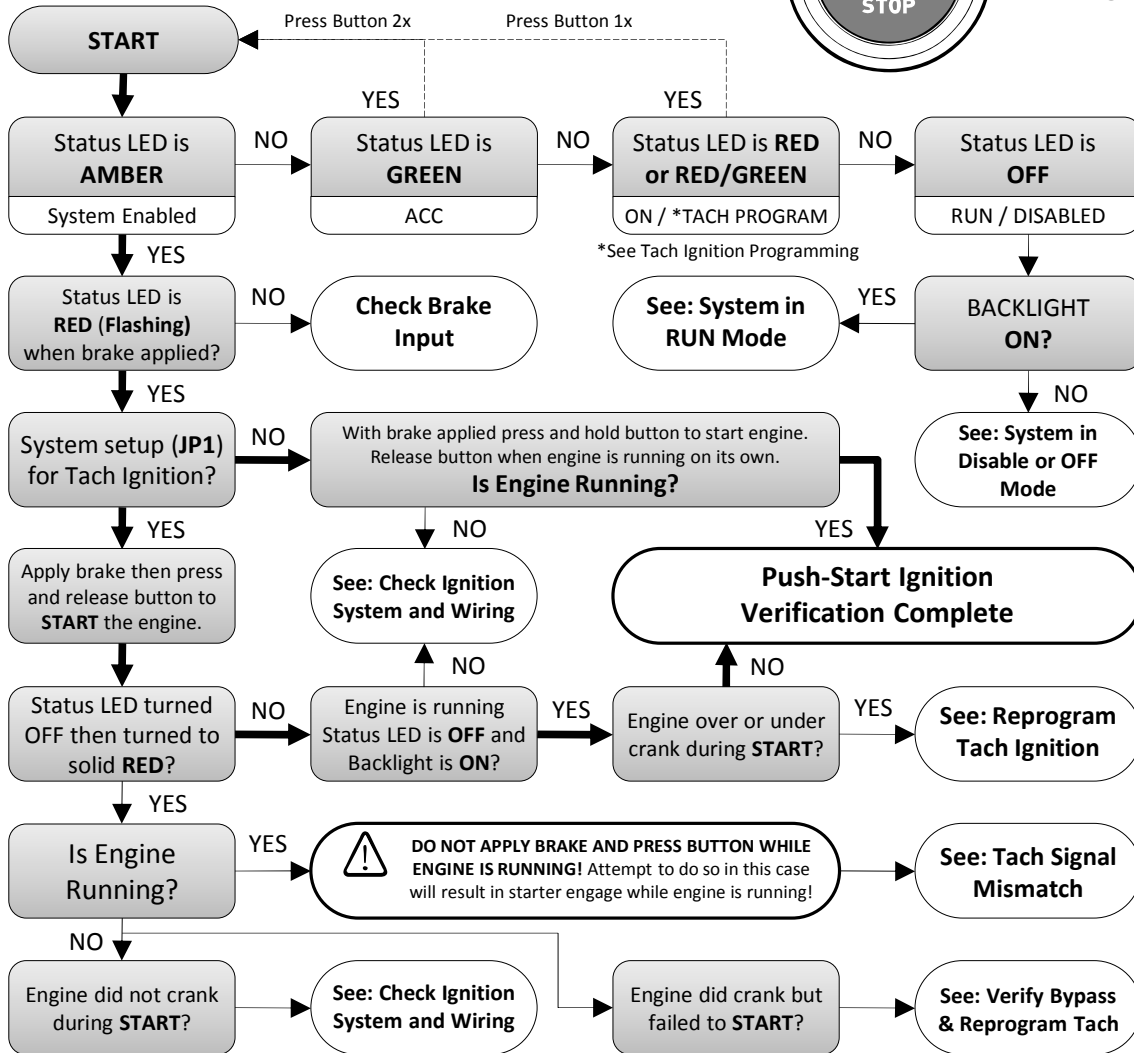 STOP
Press Button 2x
Press Button 1x
START
YES
YES
Status LED is
AMBER
System Enabled
NO
Status LED is
GREEN
ACC
NO
Status LED is RED
or RED/GREEN
ON / *TACH PROGRAM
*See Tach Ignition Programming
NO
Status LED is
OFF
RUN / DISABLED
YES
Status LED is
RED (Flashing)
when brake applied?
NO
Check Brake
Input
See: System in
RUN Mode
YES
BACKLIGHT
ON?
NO
See: System in
Disable or OFF
Mode
YES
System setup (JP1)
for Tach Ignition?
NO
With brake applied press and hold button to start engine.
Release button when engine is running on its own.
Is Engine Running?
NO
YES
YES
Apply brake then press
and release button to
START the engine.
See: Check Ignition
System and Wiring
Push-Start Ignition
Verification Complete
NO
NO
Status LED turned
OFF then turned to
solid RED?
NO
Engine is running
Status LED is OFF and
Backlight is ON?
YES
Engine over or under
crank during START?
YES
See: Reprogram
Tach Ignition
YES
Is Engine
Running?
YES
DO NOT APPLY BRAKE AND PRESS BUTTON WHILE
ENGINE IS RUNNING! Attempt to do so in this case
will result in starter engage while engine is running!
See: Tach Signal
Mismatch
NO
Engine did not crank
during START?
See: Check Ignition
System and Wiring
Engine did crank but
failed to START?
See: Verify Bypass
& Reprogram Tach